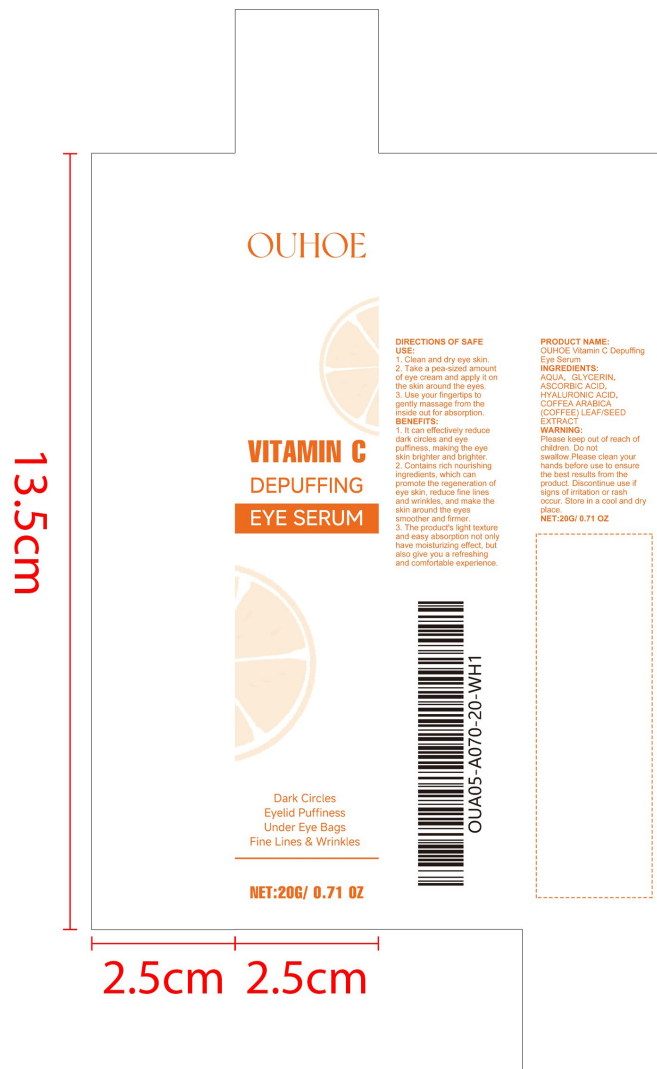 OUHOE
VITAMIN C
DEPUFFING
EYE SERUM
Dark Circles
Eyelid Puffiness
Under Eye Bags
Fine Lines & Wrinkles
NET:20G/ 0.71 OZ
DIRECTIONS OF SAFE
USE:
1. Clean and dry eye skin.
2. Take a pea-sized amount
of eye cream and apply it on
the skin around the eyes.
3. Use your fingertips to
gently massage from the
inside out for absorption.
BENEFITS:
1. It can effectively reduce
dark circles and eye
puffiness, making the eye
skin brighter and brighter.
2. Contains rich nourishing
ingredients, which can
promote the regeneration of
eye skin, reduce fine lines
and wrinkles, and make the
skin around the eyes
smoother and firmer.
3. The product's light texture
and easy absorption not only
have moisturizing effect, but
also give you a refreshing
and comfortable experience.
OUA05-A070-20-WH1
PRODUCT NAME:
OUHOE Vitamin C Depuffing
Eye Serum
INGREDIENTS:
AQUA, GLYCERIN,
ASCORBIC ACID,
HYALURONIC ACID,
COFFEA ARABICA
(COFFEE) LEAF/SEED
EXTRACT
WARNING:
Please keep out of reach of
children. Do not
swallow.Please clean your
hands before use to ensure
the best results from the
product. Discontinue use if
signs of irritation or rash
occur. Store in a cool and dry
place.
NET:20G/ 0.71 OZ
13.5cm
2.5cm
2.5cm